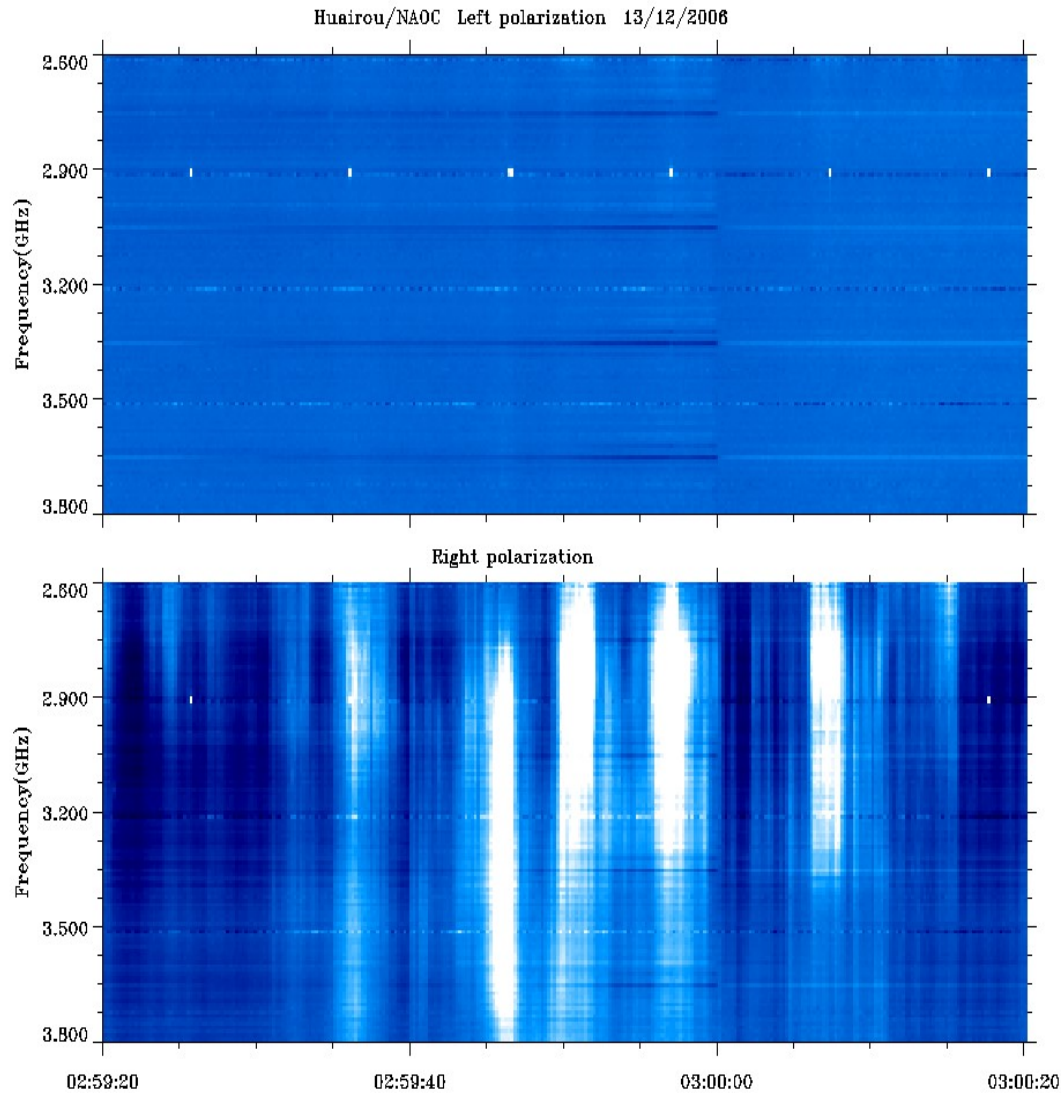 Huairou/NAOC Left polarization 13/12/2006
2.600
2.900
3.200
3.500
3.800
Frequency(GHz)
Right polarization
2.600
2.900
3.200
3.500
3.800
Frequency(GHz)
02:59:20 02:59:40 03:00:00 03:00:20